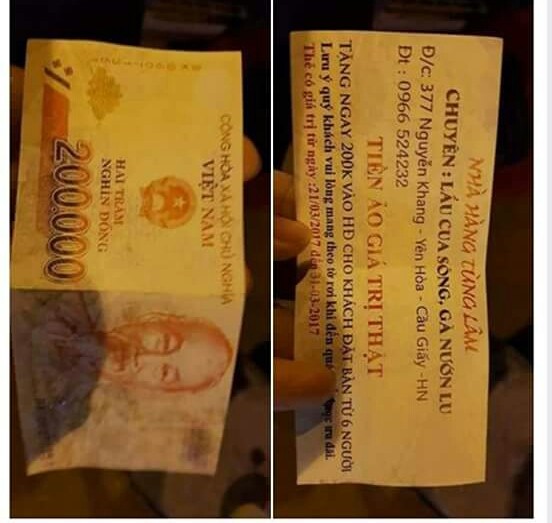 CỘNG HÒA XÃ HỘI CHỦ NGHĨA
VIỆT NAM
HAI TRĂM
NGHÌN ĐỒNG
200.000
NHÀ HÀNG TÙNG LÂM
CHUYÊN : LẨU CUA SÔNG, GÀ NƯỚN LU
Đ/c: 377 Nguyễn Khang - Yên Hòa - Cầu Giấy -HN
Đt : 0966 524232
TIỀN ẢO GIÁ TRỊ THẬT
TẶNG NGAY 200K VÀO HĐ CHO KHÁCH ĐẶT BÀN TỪ 6 NGƯỜI
Lưu ý quý khách vui lòng mang theo tờ rơi khi đến ưu đãi.
Thẻ có giá trị từ ngày :21/03/2017 đến 31-03-2017